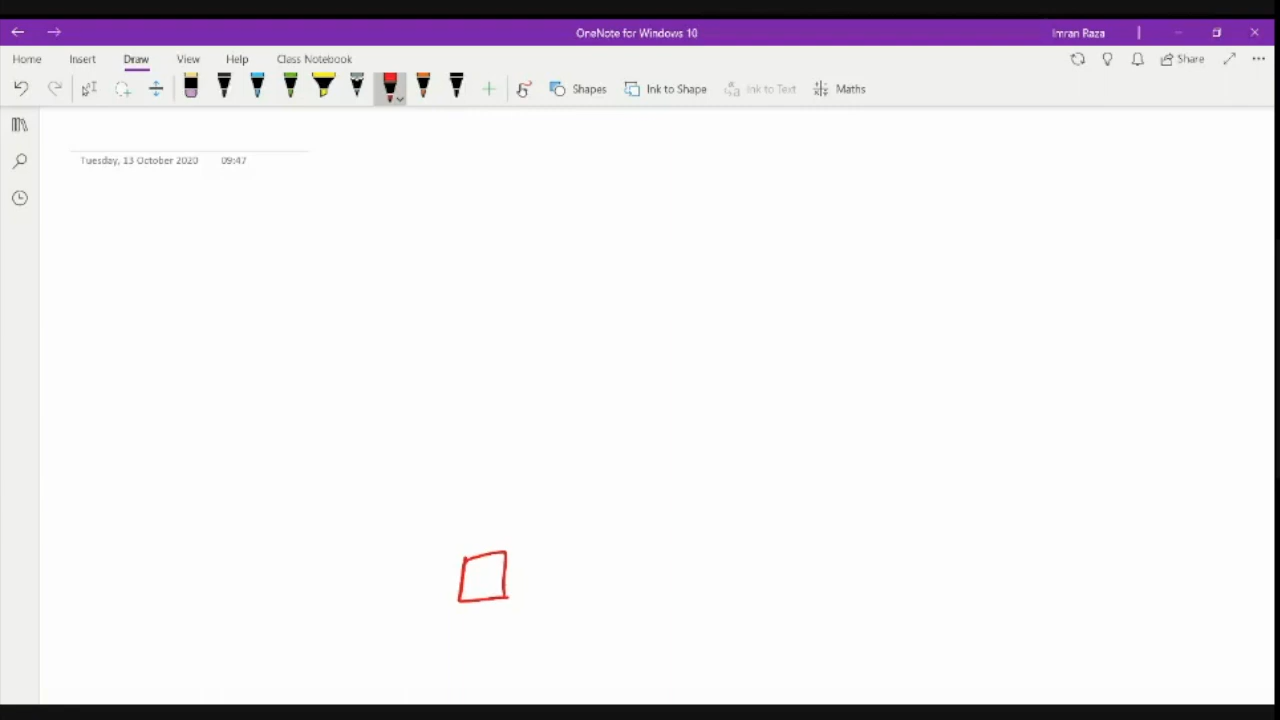 OneNote for Windows 10
Imran Raza
Home Insert Draw View Help Class Notebook
Share
Shapes Ink to Shape Ink to Text Maths
Tuesday, 13 October 2020 09:47